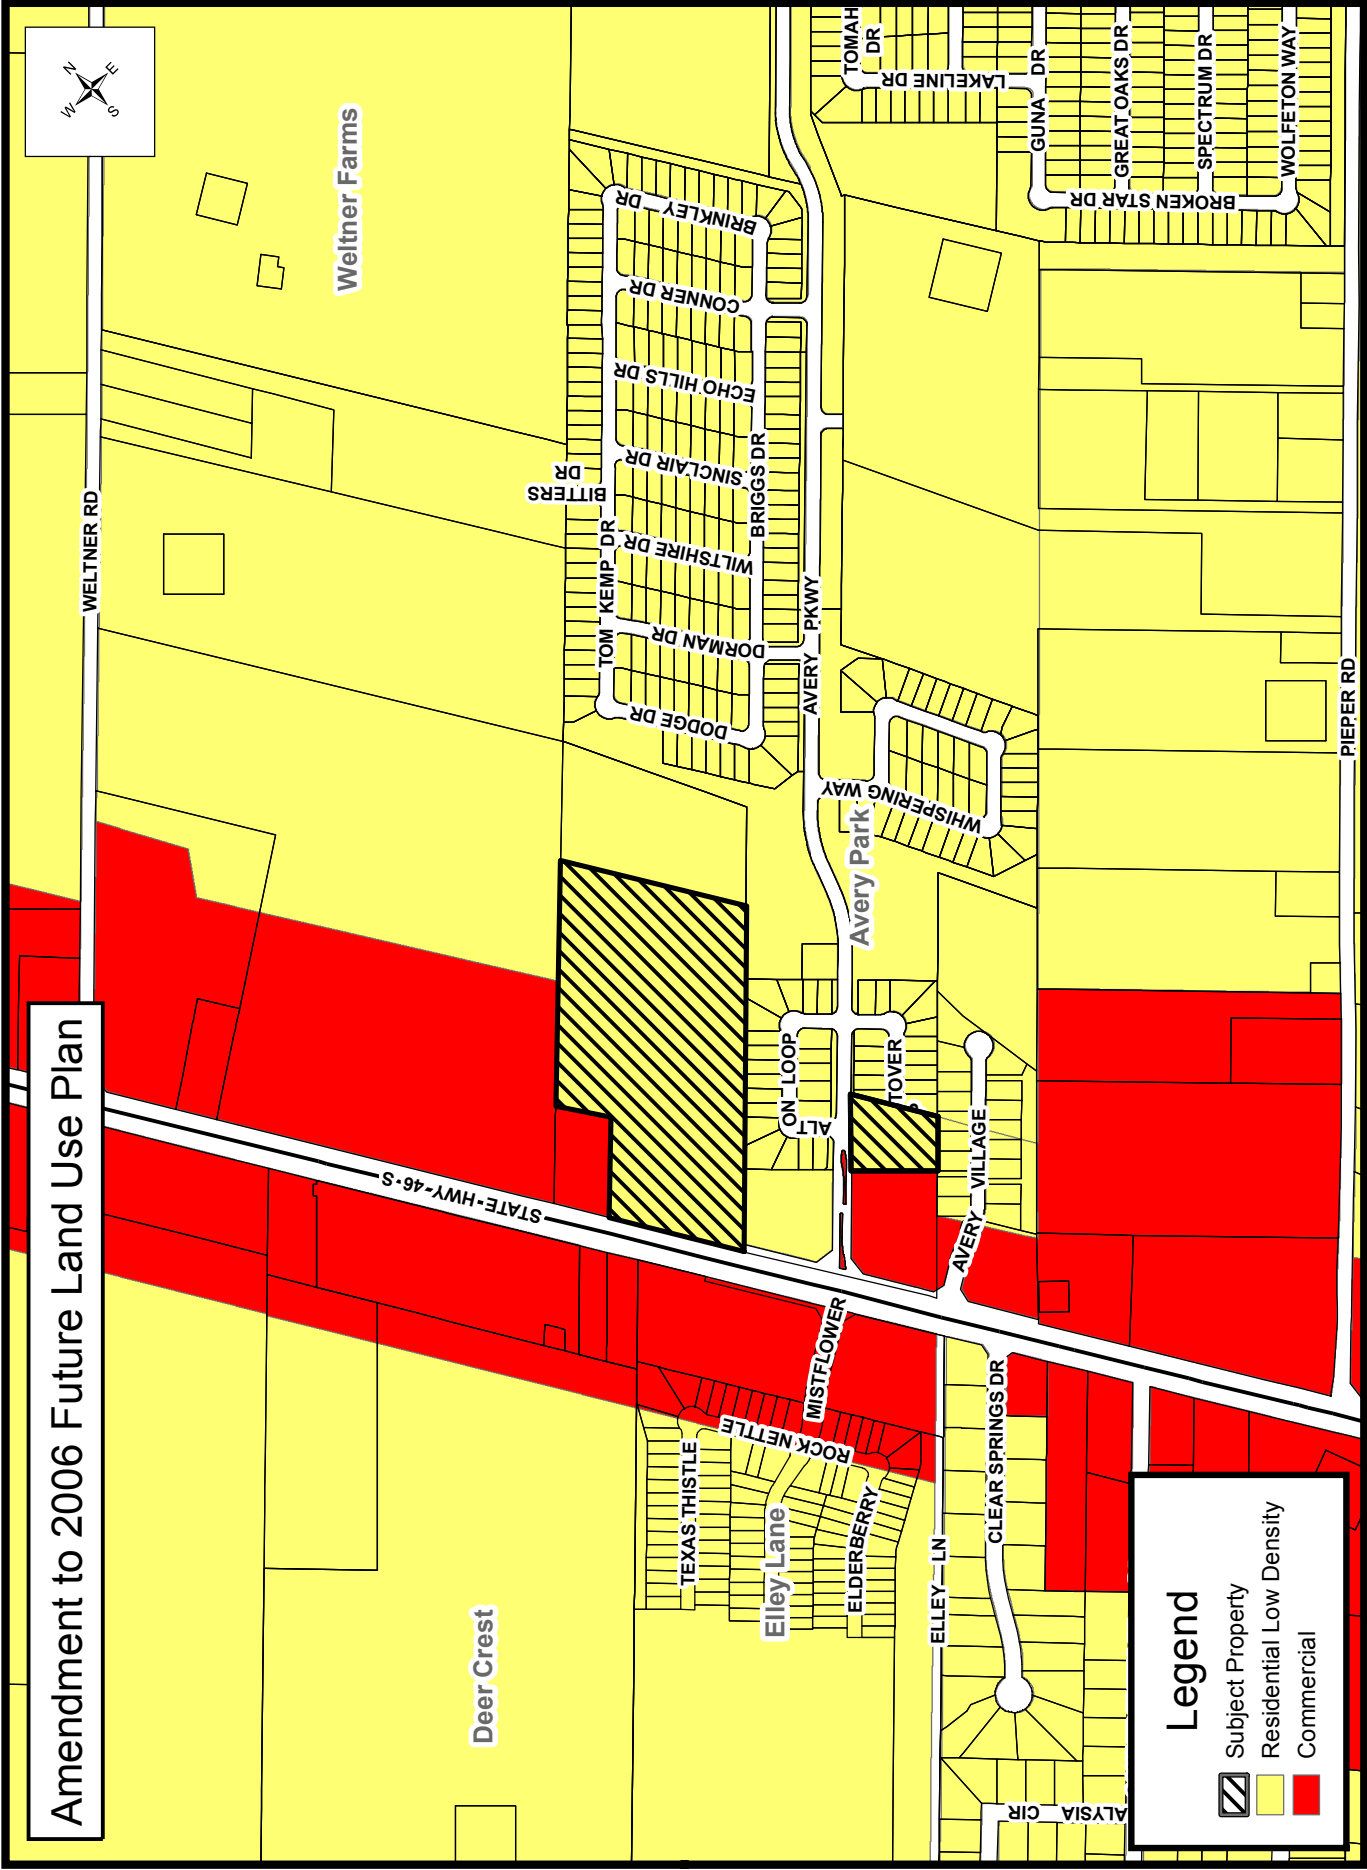 Amendment to 2006 Future Land Use Plan
N
E
S
W
WELTNER RD
Weltner Farms
STATE-HWY-46-S
BITTERS
DR
TOM KEMP DR
BRINKLEY DR
CONNER DR
ECHO HILLS DR
SINCLAIR DR
WILTSHIRE DR
DORMAN DR
DODGE DR
BRIGGS DR
AVERY PKWY
TOMAH
DR
LAKELINE DR
GUNA DR
GREAT OAKS DR
SPECTRUM DR
WOLFETON WAY
BROKEN STAR DR
WHISPERING WAY
Avery Park
ON LOOP
ALT
TOVER
AVERY VILLAGE
PIEPER RD
MISTFLOWER
ROCK NETTLE
TEXAS THISTLE
Elley Lane
ELDERBERRY
ELLEY LN
CLEAR SPRINGS DR
Deer Crest
ALYSIA CIR
Legend
Subject Property
Residential Low Density
Commercial